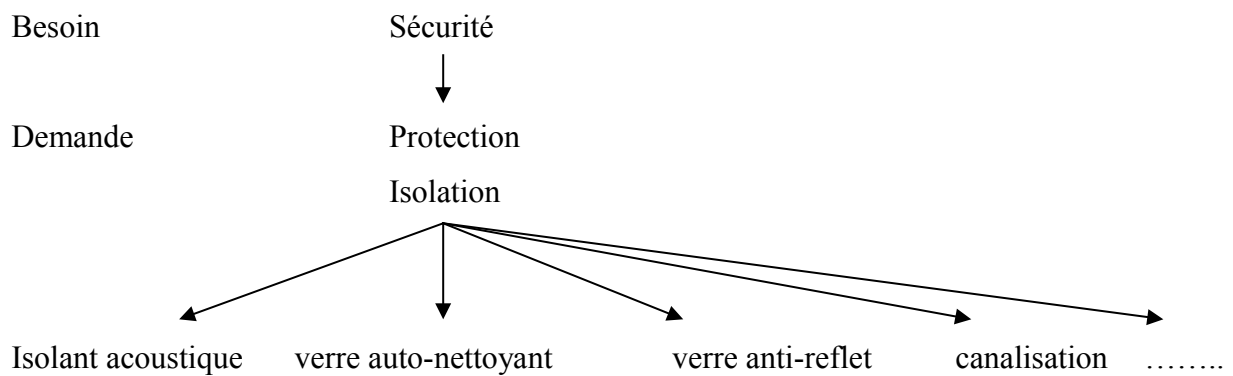 Besoin Sécurité
Demande Protection
Isolation
Isolant acoustique verre auto-nettoyant verre anti-reflet canalisation ……..